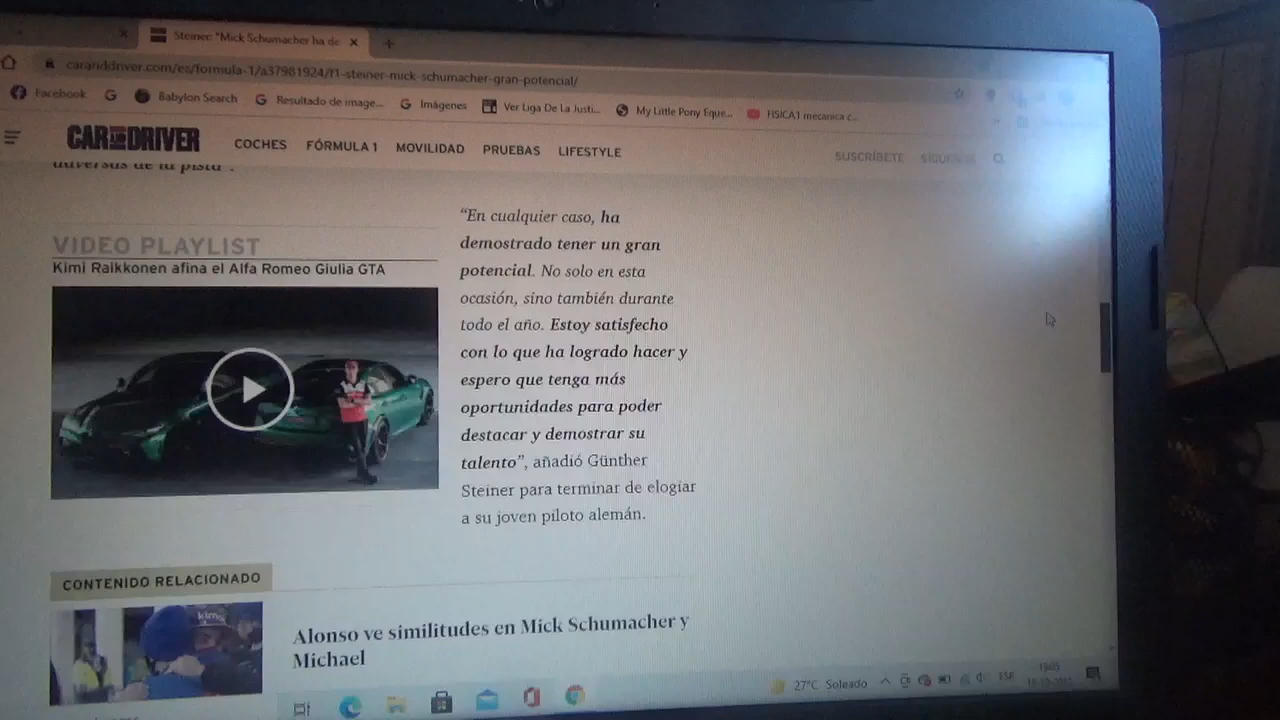 Steiner: "Mick Schumacher ha de
caranddriver.com/es/formula-1/a37981924/f1-steiner-mick-schumacher-gran-potencial/
Facebook
Babylon Search
Resultado de image...
Imágenes
Ver Liga De La Justi...
My Little Pony Eque...
FISICA1 mecanica c...
CAR AND DRIVER
COCHES
FÓRMULA 1
MOVILIDAD
PRUEBAS
LIFESTYLE
SUSCRÍBETE
adversas de la pista".
VIDEO PLAYLIST
Kimi Raikkonen afina el Alfa Romeo Giulia GTA
“En cualquier caso, ha
demostrado tener un gran
potencial. No solo en esta
ocasión, sino también durante
todo el año. Estoy satisfecho
con lo que ha logrado hacer y
espero que tenga más
oportunidades para poder
destacar y demostrar su
talento”, añadió Günther
Steiner para terminar de elogiar
a su joven piloto alemán.
CONTENIDO RELACIONADO
Alonso ve similitudes en Mick Schumacher y
Michael
27°C Soleado
ESP